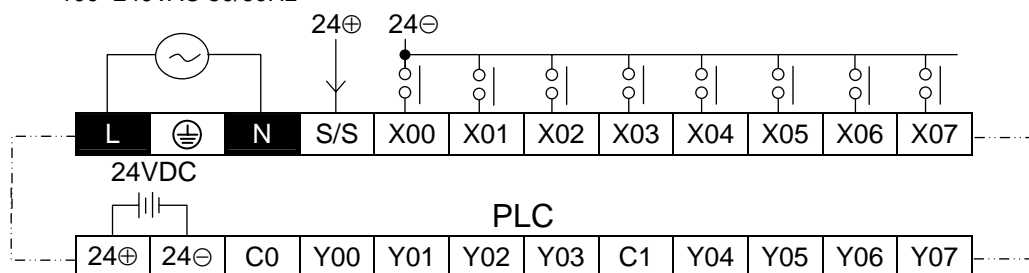 24⊕ 24⊖
L N S/S X00 X01 X02 X03 X04 X05 X06 X07
24VDC
PLC
24⊕ 24⊖ C0 Y00 Y01 Y02 Y03 C1 Y04 Y05 Y06 Y07